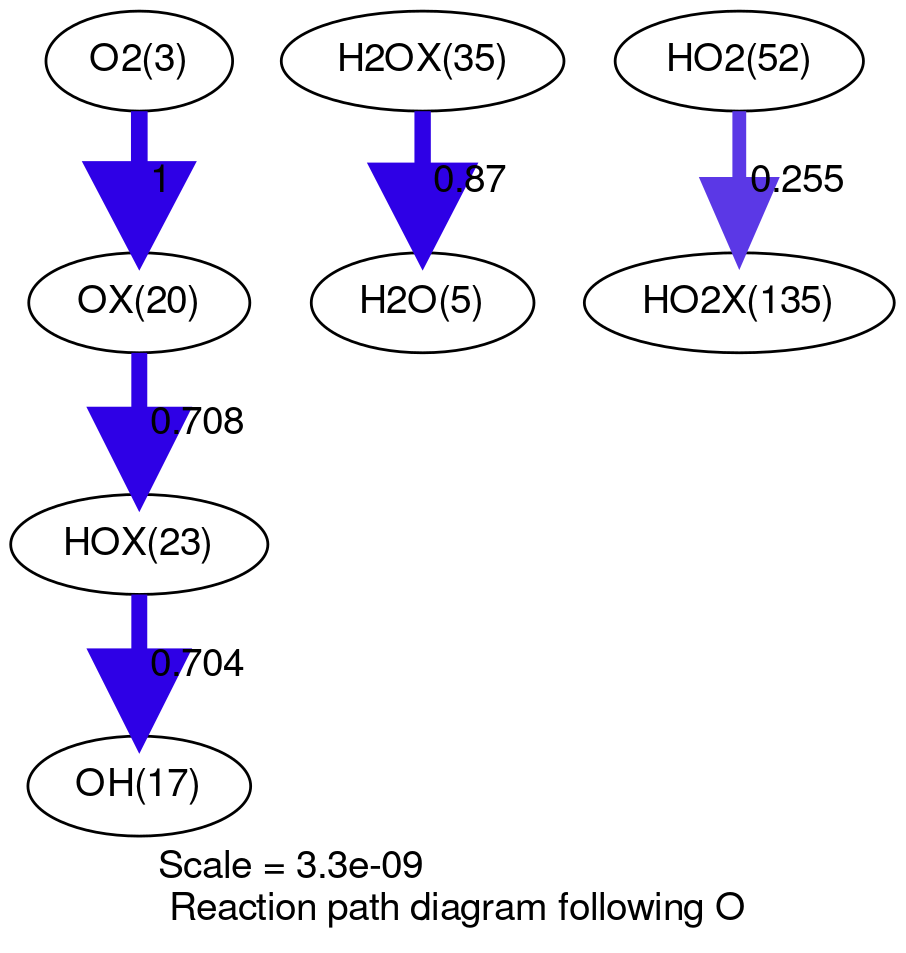 O2(3)
H2OX(35)
HO2(52)
1
0.87
0.255
OX(20)
H2O(5)
HO2X(135)
0.708
HOX(23)
0.704
OH(17)
Scale = 3.3e-09
Reaction path diagram following O